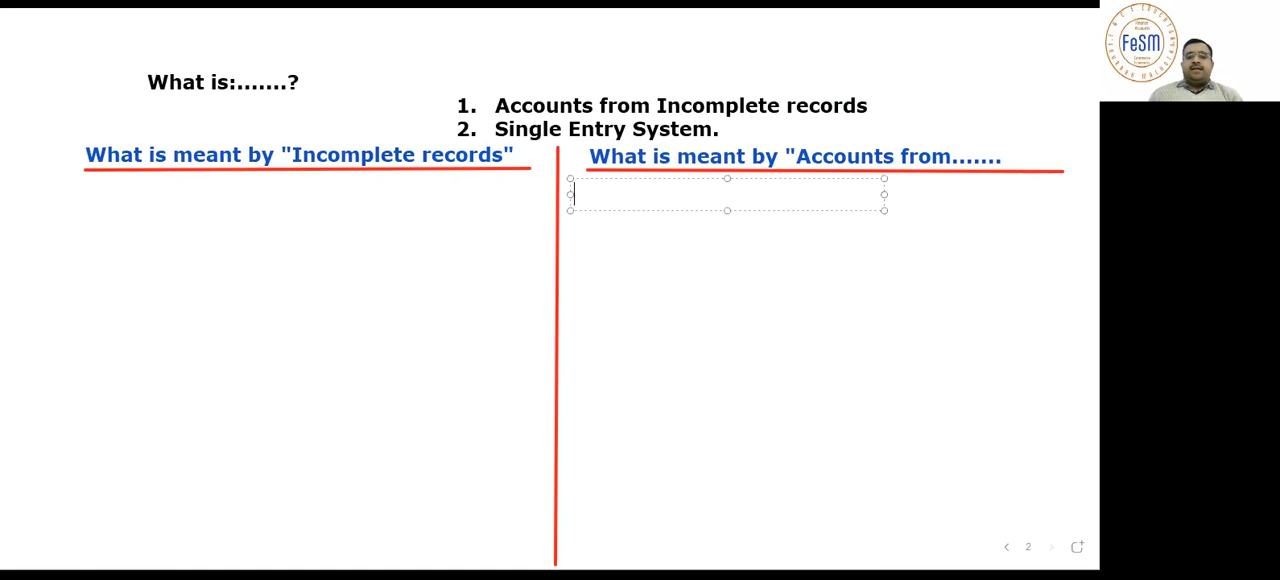 What is:.......?
1. Accounts from Incomplete records
2. Single Entry System.
What is meant by "Incomplete records"
What is meant by "Accounts from.......
2
FeSM